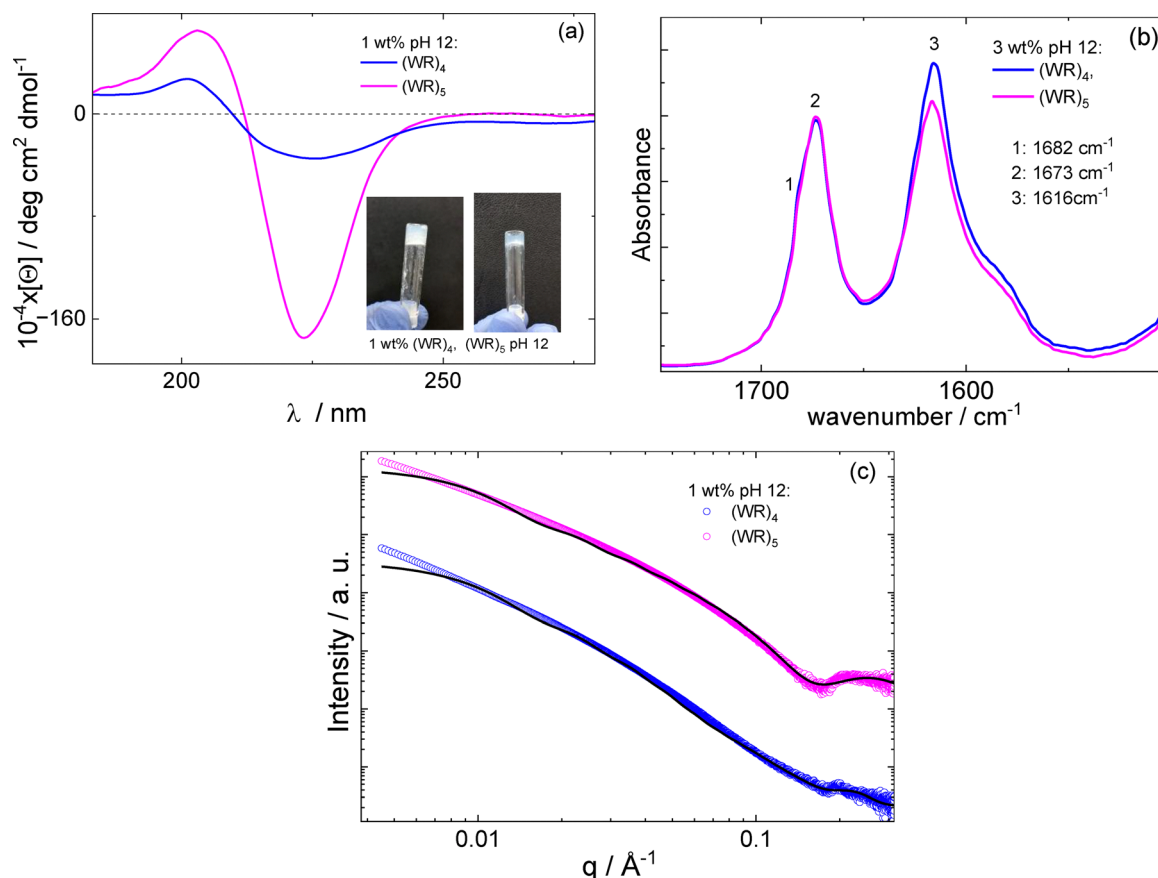 (a)
1 wt% pH 12:
(WR)₄
(WR)₅
0
−160
10⁻⁴x[Θ] / deg cm² dmol⁻¹
200
250
λ / nm
1 wt% (WR)₄, (WR)₅ pH 12
(b)
3 wt% pH 12:
(WR)₄,
(WR)₅
1
2
3
1: 1682 cm⁻¹
2: 1673 cm⁻¹
3: 1616cm⁻¹
Absorbance
1700
1600
wavenumber / cm⁻¹
(c)
1 wt% pH 12:
(WR)₄
(WR)₅
Intensity / a. u.
0.01
0.1
q / Å⁻¹